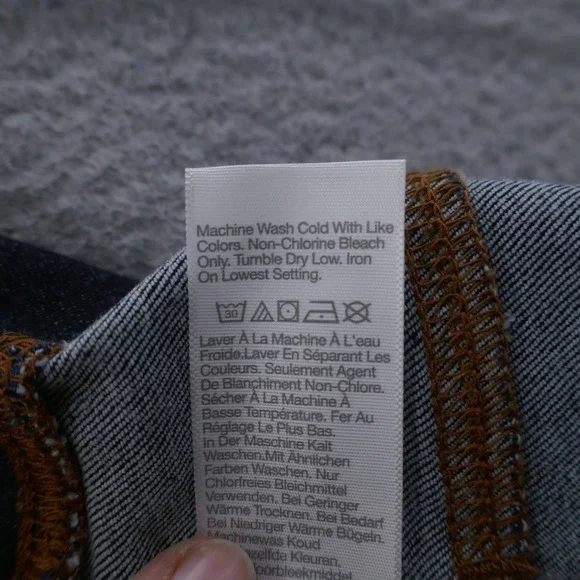 Machine Wash Cold With Like
Colors. Non-Chlorine Bleach
Only. Tumble Dry Low. Iron
On Lowest Setting.
30
Laver À La Machine À L'eau
Froide.Laver En Séparant Les
Couleurs. Seulement Agent
De Blanchiment Non-Chlore.
Sécher À La Machine À
Basse Température. Fer Au
Réglage Le Plus Bas.
In Der Maschine Kalt
Waschen.Mit Ähnlichen
Farben Waschen. Nur
Chlorfreies Bleichmittel
Verwenden. Bei Geringer
Wärme Trocknen. Bei Bedarf
Bei Niedriger Wärme Bügeln.
Machinewas Koud
Kleuren.